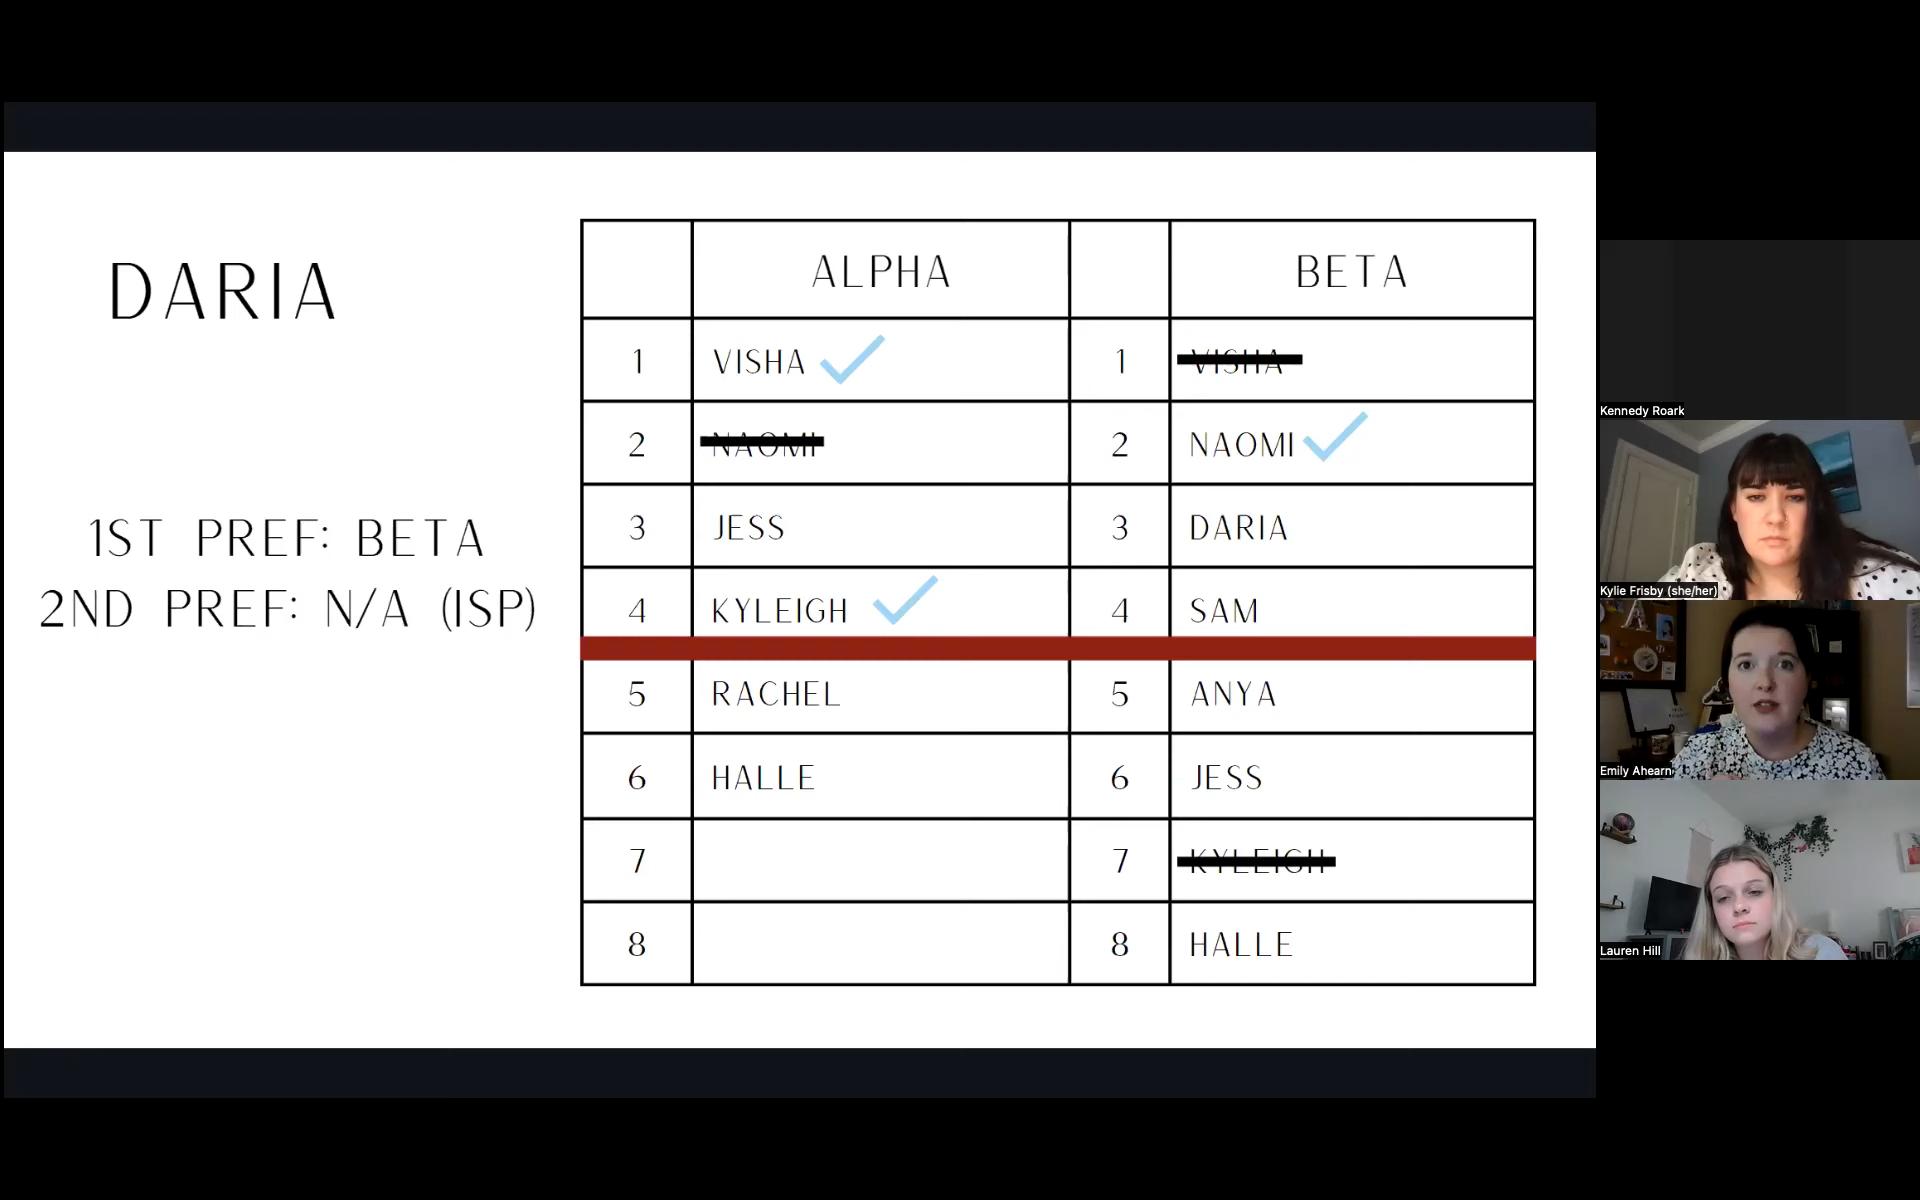 DARIA
1ST PREF: BETA
2ND PREF: N/A (ISP)
ALPHA BETA
1 VISHA 1 VISHA
2 NAOMI 2 NAOMI
3 JESS 3 DARIA
4 KYLEIGH 4 SAM
5 RACHEL 5 ANYA
6 HALLE 6 JESS
7 7 KYLEIGH
8 8 HALLE
Kennedy Roark
Kylie Frisby (she/her)
Emily Ahearn
Lauren Hill